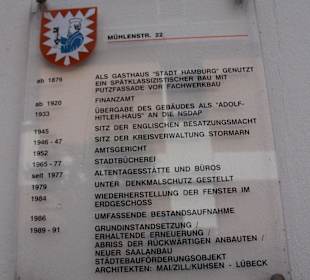 MÜHLENSTR. 22
ab 1879 ALS GASTHAUS "STADT HAMBURG" GENUTZT
EIN SPÄTKLASSIZISTISCHER BAU MIT
PUTZFASSADE VOR FACHWERKBAU
ab 1920 FINANZAMT
1933 ÜBERGABE DES GEBÄUDES ALS "ADOLF-
HITLER-HAUS" AN DIE NSDAP
1945 SITZ DER ENGLISCHEN BESATZUNGSMACHT
1946-47 SITZ DER KREISVERWALTUNG STORMARN
1952 AMTSGERICHT
1965-77 STADTBÜCHEREI
seit 1977 ALTENTAGESSTÄTTE UND BÜROS
1979 UNTER DENKMALSCHUTZ GESTELLT
1984 WIEDERHERSTELLUNG DER FENSTER IM
ERDGESCHOSS
1986 UMFASSENDE BESTANDSAUFNAHME
1989-91 GRUNDINSTANDSETZUNG /
ERHALTENDE ERNEUERUNG /
ABRISS DER RÜCKWÄRTIGEN ANBAUTEN /
NEUER SAALANBAU
STÄDTEBAUFÖRDERUNGSOBJEKT
ARCHITEKTEN: MAI/ZILL/KUHSEN - LÜBECK